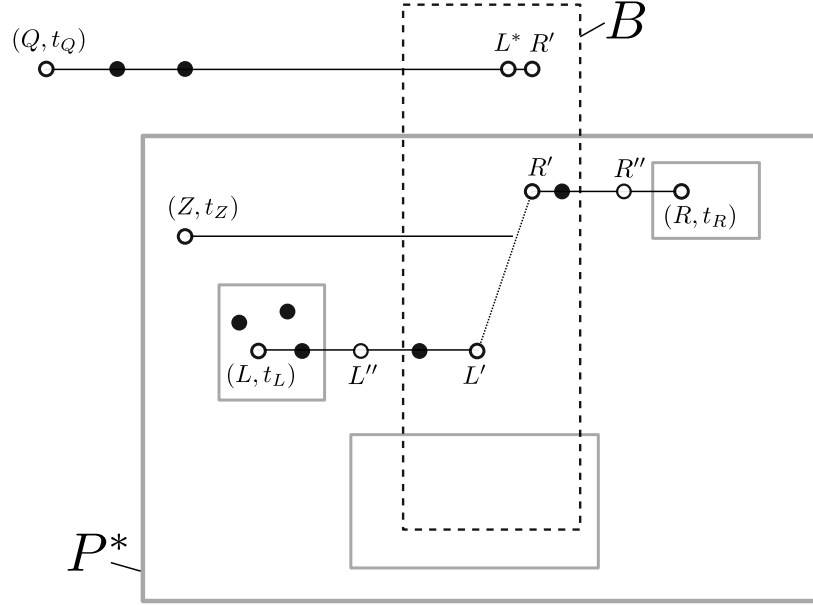 B
(Q, t_Q)
L* R′
R′ R″
(Z, t_Z)
(R, t_R)
(L, t_L) L″ L′
P*